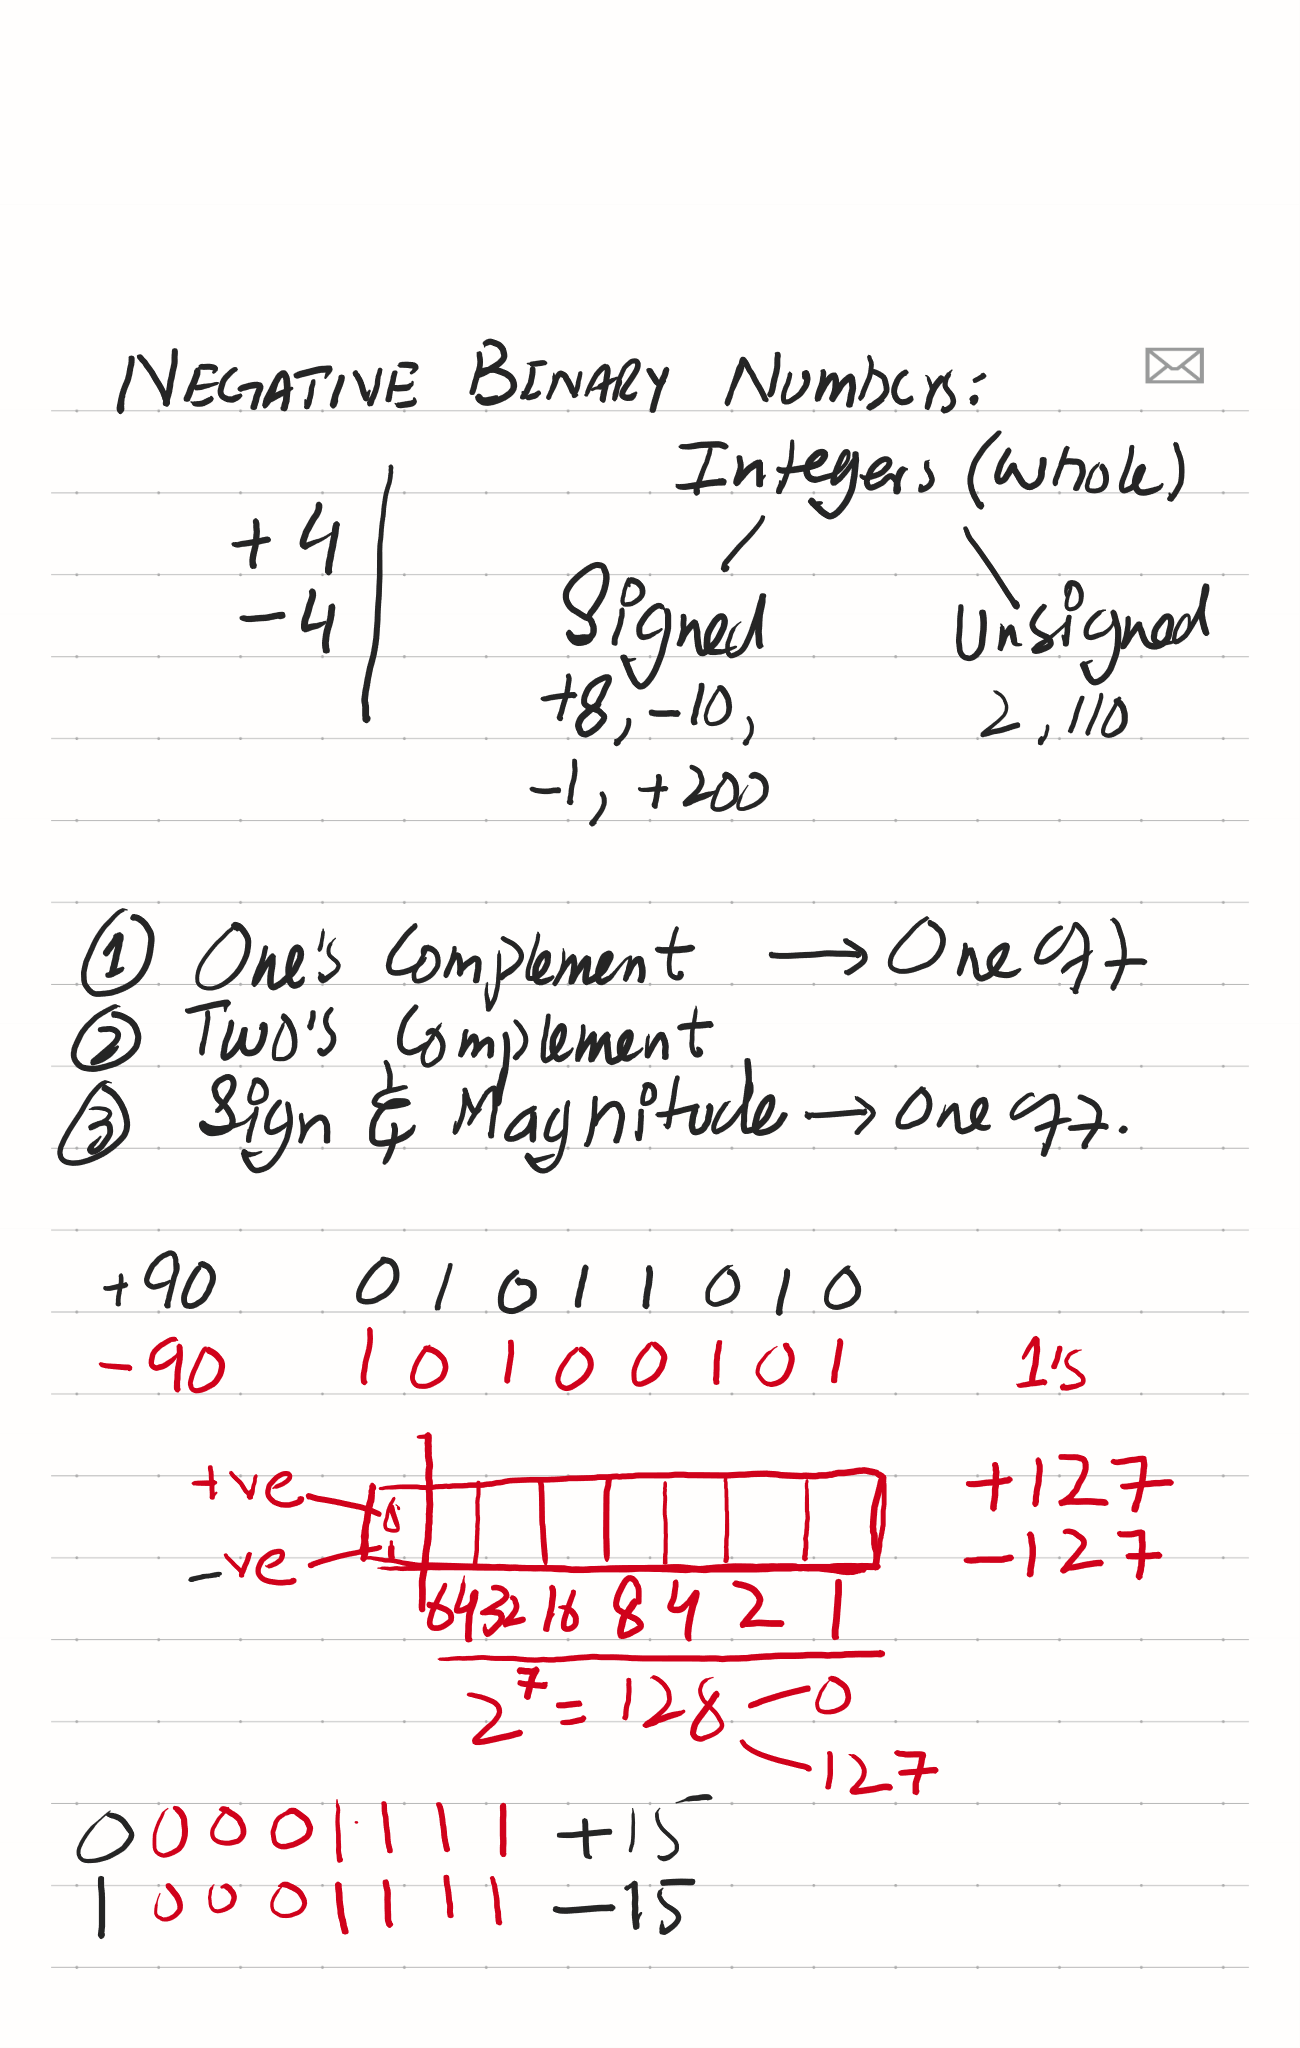 NEGATIVE BINARY NUMBERS:
+4
-4
Integers (whole)
Signed Unsigned
+8, -10, 2, 110
-1, +200
① One's Complement → One
② Two's Complement
③ Sign & Magnitude → One
+90 0 1 0 1 1 0 1 0
-90 1 0 1 0 0 1 0 1 1's
+ve 0 +127
-ve 1 -127
64 32 16 8 4 2 1
2⁷ = 128 — 0
127
0 0 0 0 1 1 1 1 +15
1 0 0 0 1 1 1 1 -15